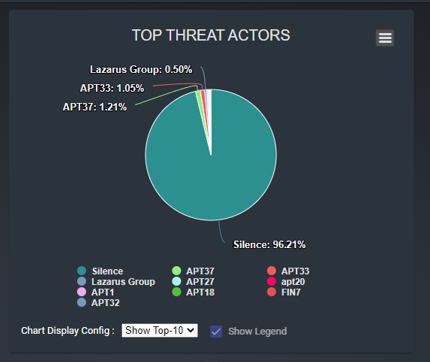 TOP THREAT ACTORS
Lazarus Group: 0.50%
APT33: 1.05%
APT37: 1.21%
Silence: 96.21%
Silence APT37 APT33
Lazarus Group APT27 apt20
APT1 APT18 FIN7
APT32
Chart Display Config : Show Top-10 Show Legend